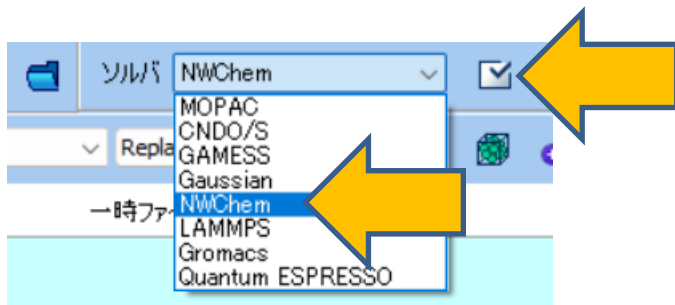 ソルバ NWChem
MOPAC
CNDO/S
Repla
GAMESS
Gaussian
NWChem
一時ファ
LAMMPS
Gromacs
Quantum ESPRESSO